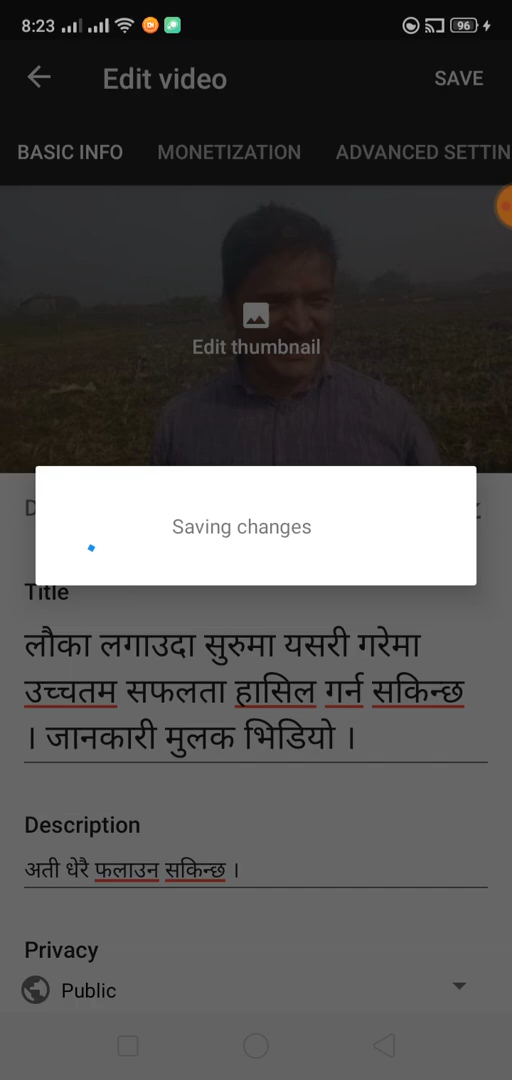 8:23
96
Edit video
SAVE
BASIC INFO
MONETIZATION
ADVANCED SETTIN
Edit thumbnail
Saving changes
Title
लौका लगाउदा सुरुमा यसरी गरेमा
उच्चतम सफलता हासिल गर्न सकिन्छ
। जानकारी मुलक भिडियो ।
Description
अती धेरै फलाउन सकिन्छ ।
Privacy
Public